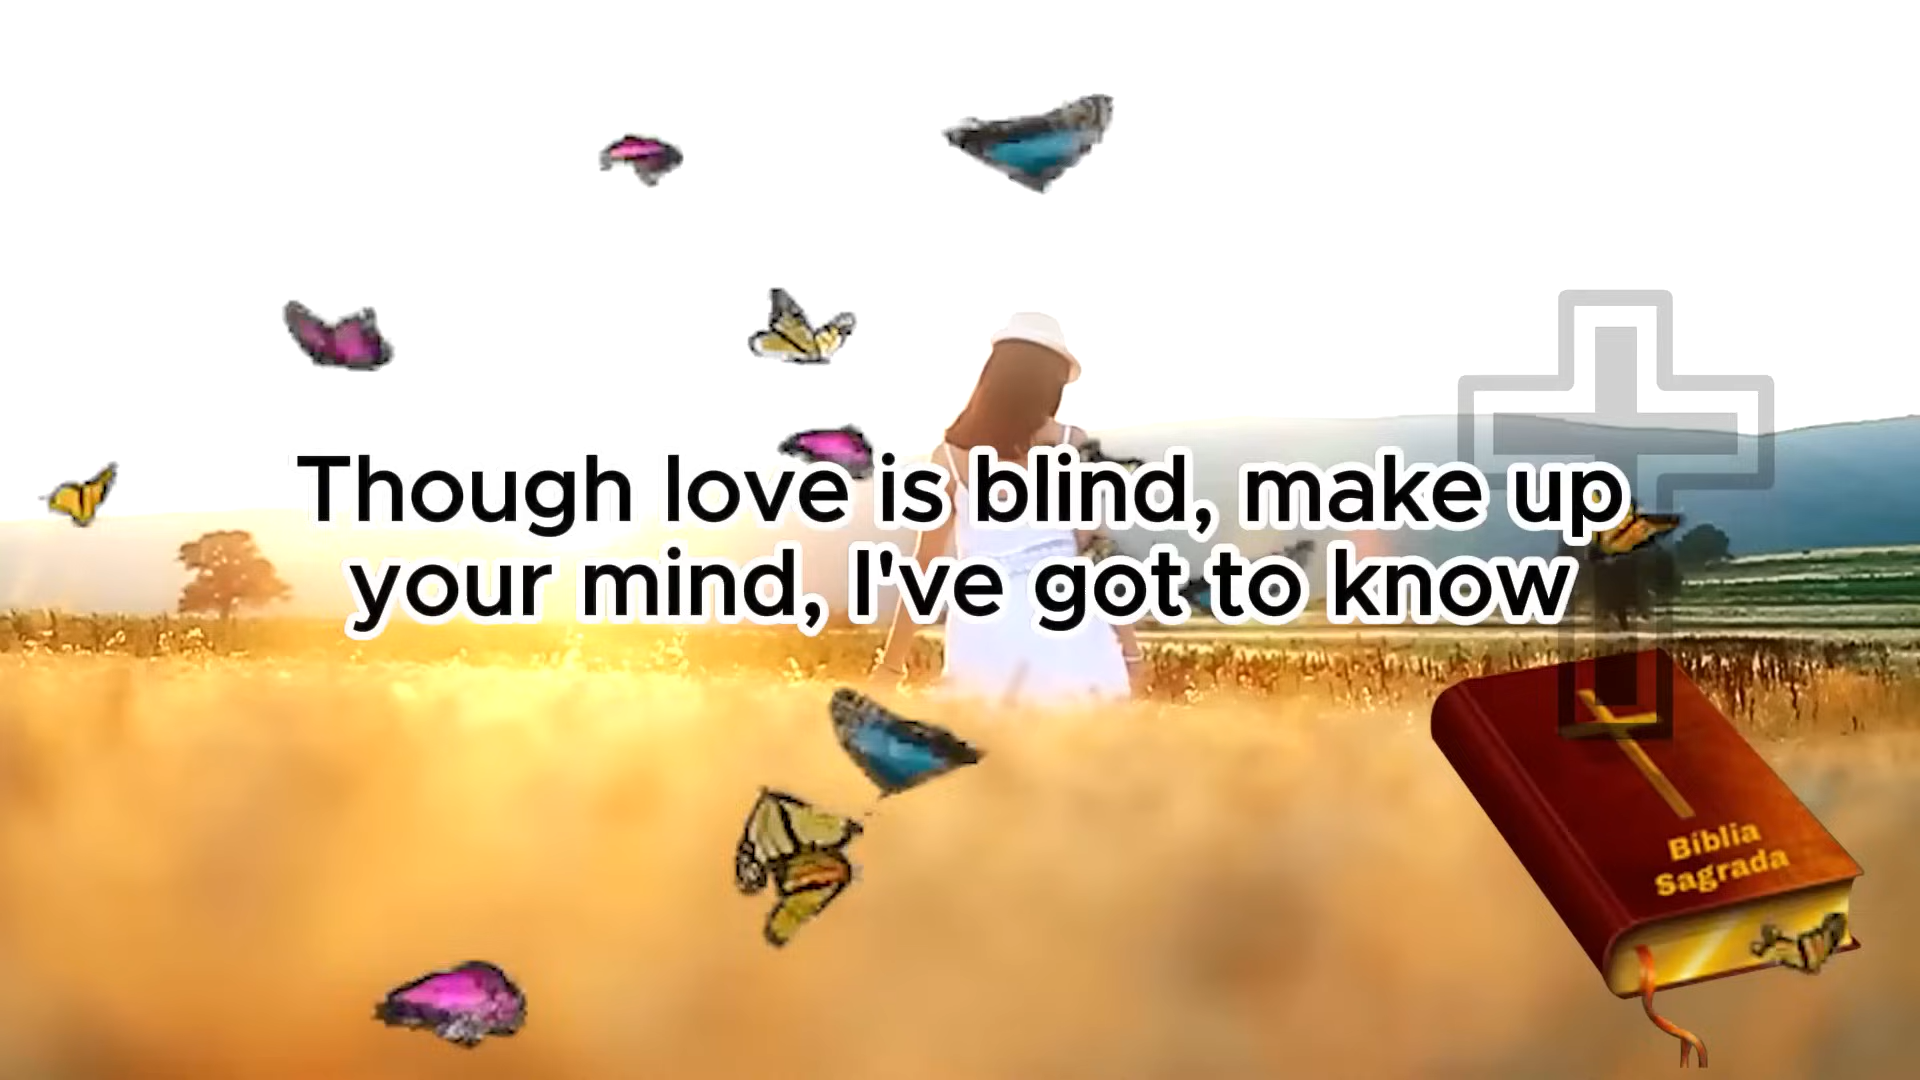 Though love is blind, make up
your mind, I've got to know
Bíblia
Sagrada